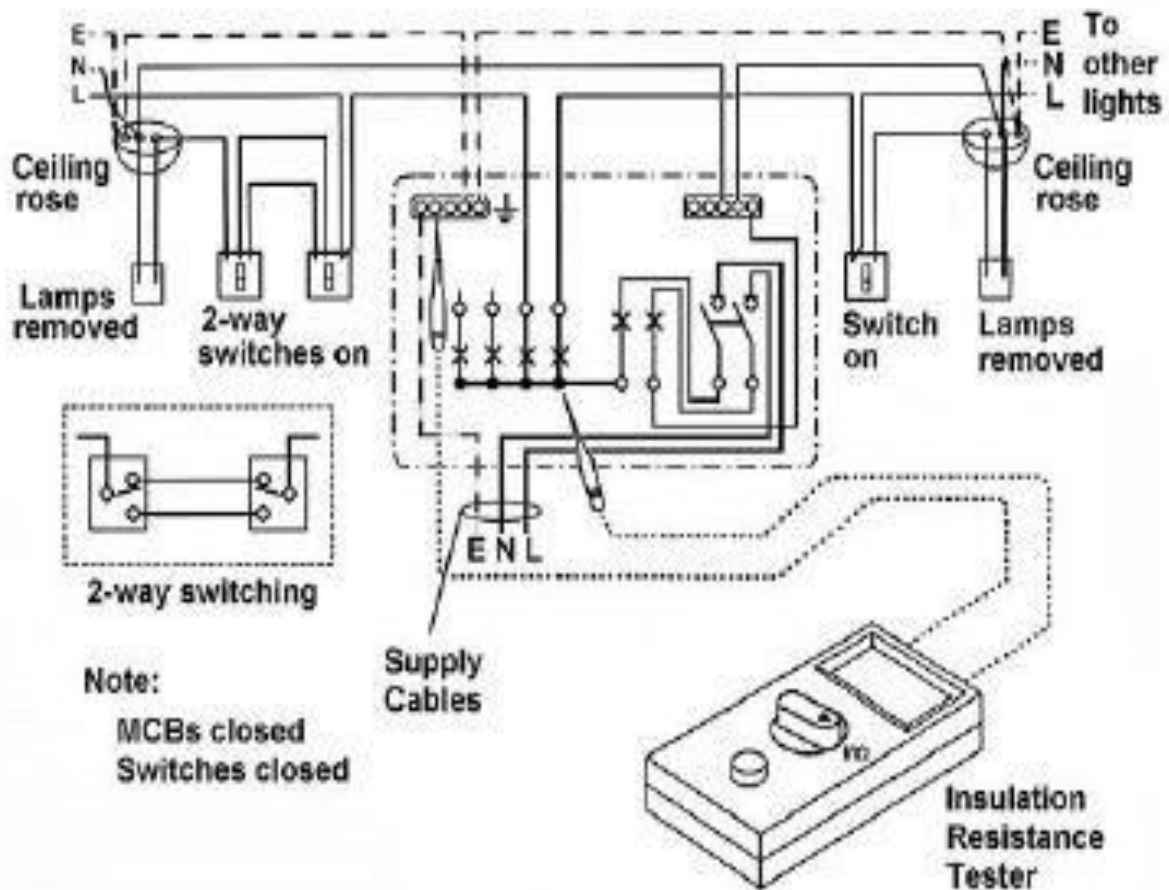 E
N
L
E
N
L
To
other
lights
Ceiling
rose
Ceiling
rose
Lamps
removed
2-way
switches on
Switch
on
Lamps
removed
E N L
2-way switching
Supply
Cables
Note:
MCBs closed
Switches closed
MΩ
Insulation
Resistance
Tester